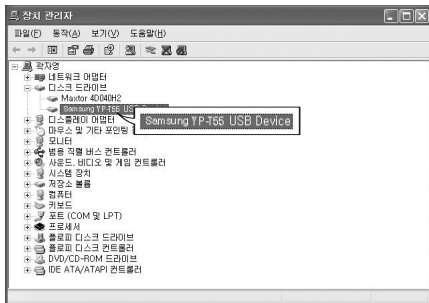 장치 관리자
파일(F) 동작(A) 보기(V) 도움말(H)
곽자영
네트워크 어댑터
디스크 드라이브
Maxtor 4D040H2
Samsung YP-T55 USB Device
Samsung YP-T55 USB Device
디스플레이 어댑터
마우스 및 기타 포인팅
모니터
범용 직렬 버스 컨트롤러
사운드, 비디오 및 게임 컨트롤러
시스템 장치
저장소 볼륨
컴퓨터
키보드
포트 (COM 및 LPT)
프로세서
플로피 디스크 드라이브
플로피 디스크 컨트롤러
DVD/CD-ROM 드라이브
IDE ATA/ATAPI 컨트롤러